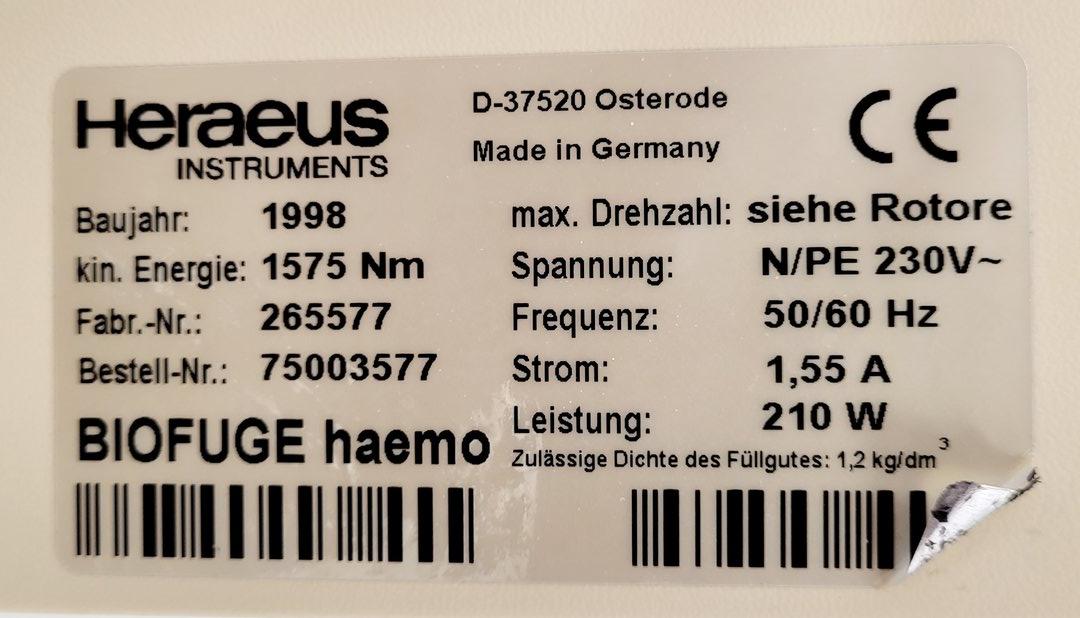 Heraeus
INSTRUMENTS
D-37520 Osterode
Made in Germany
CE
Baujahr: 1998
kin. Energie: 1575 Nm
Fabr.-Nr.: 265577
Bestell-Nr.: 75003577
BIOFUGE haemo
max. Drehzahl: siehe Rotore
Spannung: N/PE 230V~
Frequenz: 50/60 Hz
Strom: 1,55 A
Leistung: 210 W
Zulässige Dichte des Füllgutes: 1,2 kg/dm³